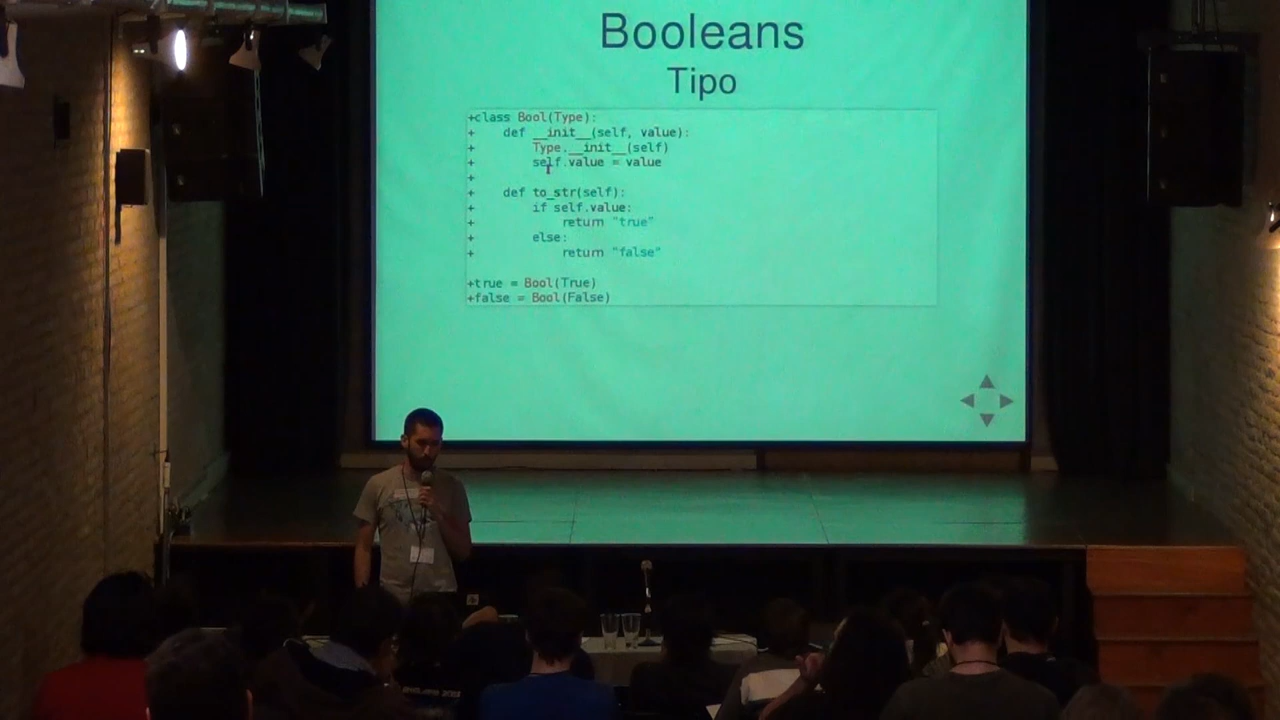 Booleans
Tipo
+class Bool(Type):
+    def __init__(self, value):
+        Type.__init__(self)
+        self.value = value
+
+    def to_str(self):
+        if self.value:
+            return "true"
+        else:
+            return "false"
+true = Bool(True)
+false = Bool(False)